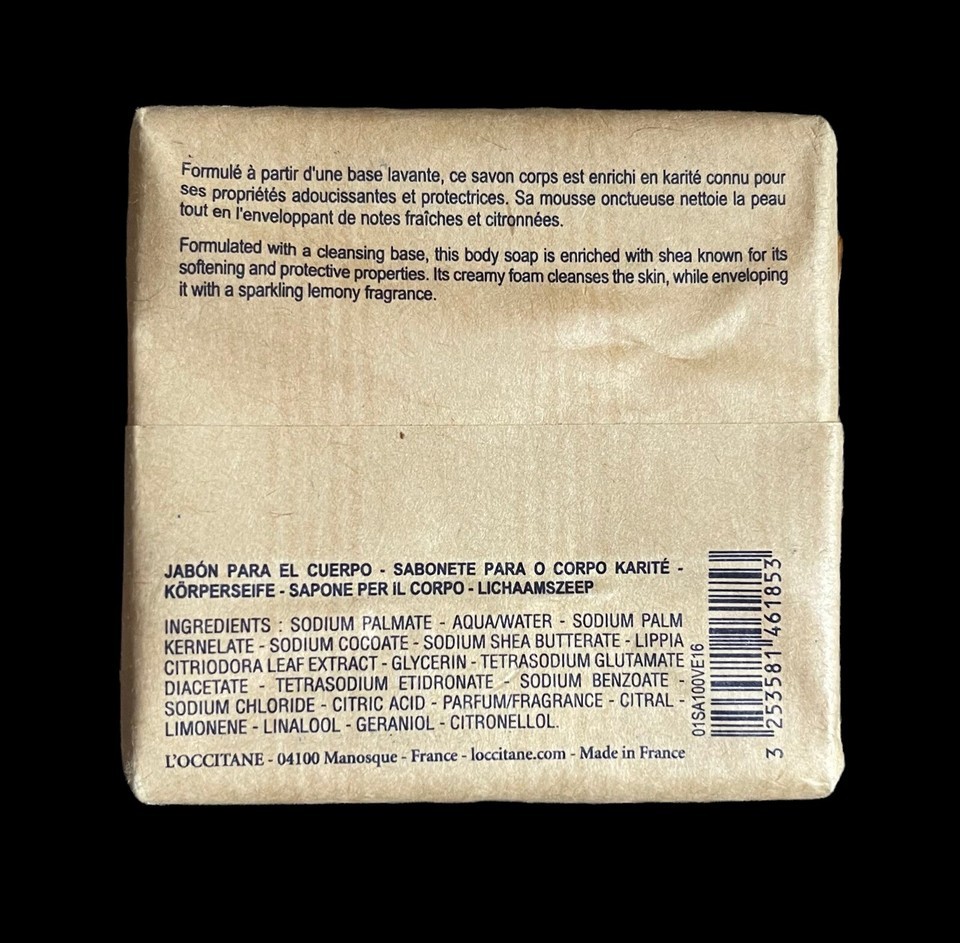 Formulé à partir d'une base lavante, ce savon corps est enrichi en karité connu pour
ses propriétés adoucissantes et protectrices. Sa mousse onctueuse nettoie la peau
tout en l'enveloppant de notes fraîches et citronnées.
Formulated with a cleansing base, this body soap is enriched with shea known for its
softening and protective properties. Its creamy foam cleanses the skin, while enveloping
it with a sparkling lemony fragrance.
JABÓN PARA EL CUERPO - SABONETE PARA O CORPO KARITÉ -
KÖRPERSEIFE - SAPONE PER IL CORPO - LICHAAMSZEEP
INGREDIENTS : SODIUM PALMATE - AQUA/WATER - SODIUM PALM
KERNELATE - SODIUM COCOATE - SODIUM SHEA BUTTERATE - LIPPIA
CITRIODORA LEAF EXTRACT - GLYCERIN - TETRASODIUM GLUTAMATE
DIACETATE - TETRASODIUM ETIDRONATE - SODIUM BENZOATE -
SODIUM CHLORIDE - CITRIC ACID - PARFUM/FRAGRANCE - CITRAL -
LIMONENE - LINALOOL - GERANIOL - CITRONELLOL.
L'OCCITANE - 04100 Manosque - France - loccitane.com - Made in France
01SA100VE16
3 253581 461853